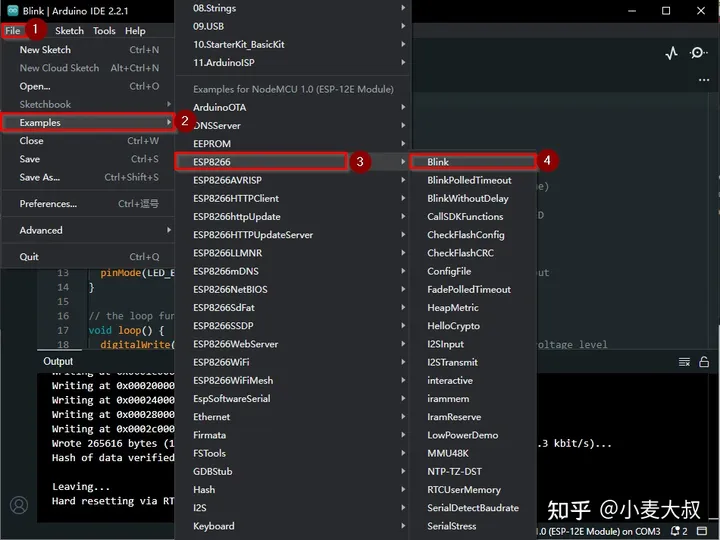 Blink | Arduino IDE 2.2.1
File 1 Sketch Tools Help
New Sketch Ctrl+N
New Cloud Sketch Alt+Ctrl+N
Open... Ctrl+O
Sketchbook
Examples 2
Close Ctrl+W
Save Ctrl+S
Save As... Ctrl+Shift+S
Preferences... Ctrl+逗号
Advanced
Quit Ctrl+Q
08.Strings
09.USB
10.StarterKit_BasicKit
11.ArduinoISP
Examples for NodeMCU 1.0 (ESP-12E Module)
ArduinoOTA
DNSServer
EEPROM
ESP8266 3
ESP8266AVRISP
ESP8266HTTPClient
ESP8266httpUpdate
ESP8266HTTPUpdateServer
ESP8266LLMNR
ESP8266mDNS
ESP8266NetBIOS
ESP8266SdFat
ESP8266SSDP
ESP8266WebServer
ESP8266WiFi
ESP8266WiFiMesh
EspSoftwareSerial
Ethernet
Firmata
FSTools
GDBStub
Hash
I2S
Keyboard
Blink 4
BlinkPolledTimeout
BlinkWithoutDelay
CallSDKFunctions
CheckFlashConfig
CheckFlashCRC
ConfigFile
FadePolledTimeout
HeapMetric
HelloCrypto
I2SInput
I2STransmit
interactive
irammem
IramReserve
LowPowerDemo
MMU48K
NTP-TZ-DST
RTCUserMemory
SerialDetectBaudrate
SerialStress
13 pinMode(LED_B
14 }
15
16 // the loop fun
17 void loop() {
18 digitalWrite( oltage level
Output
Writing at 0x00020000
Writing at 0x00024000
Writing at 0x00028000
Writing at 0x0002c000
Wrote 265616 bytes (1 .3 kbit/s)...
Hash of data verified
Leaving...
Hard resetting via RT
知乎 @小麦大叔
1.0 (ESP-12E Module) on COM3 2